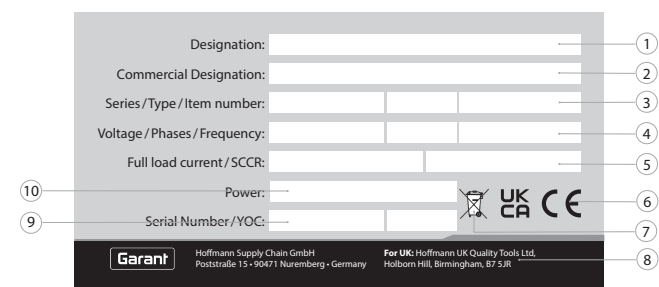 Designation:
1
Commercial Designation:
2
Series/Type/Item number:
3
Voltage/Phases/Frequency:
4
Full load current/SCCR:
5
10
Power:
UK
CA
CE
6
9
Serial Number/YOC:
7
Garant
Hoffmann Supply Chain GmbH
Poststraße 15 • 90471 Nuremberg • Germany
For UK: Hoffmann UK Quality Tools Ltd,
Holborn Hill, Birmingham, B7 5JR
8